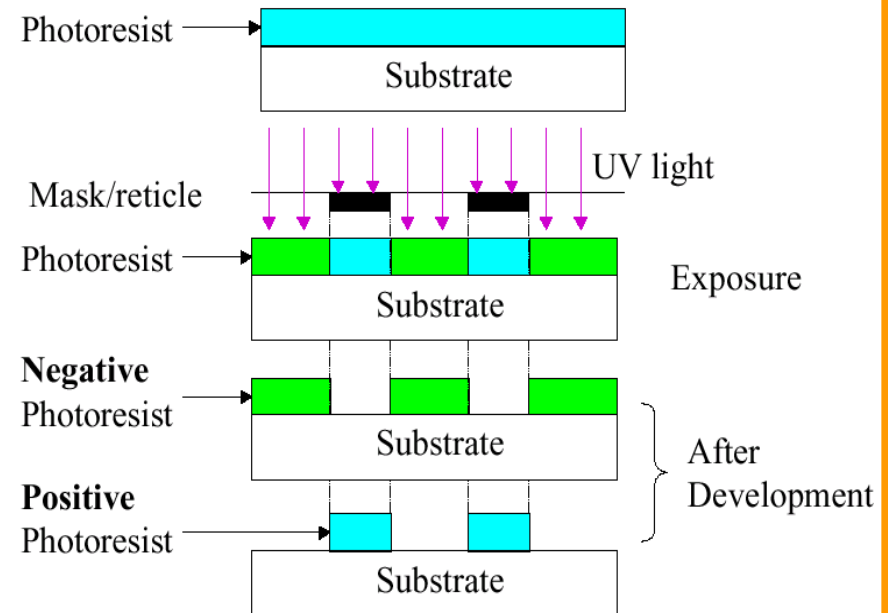 Photoresist
Substrate
UV light
Mask/reticle
Photoresist
Exposure
Substrate
Negative
Photoresist
Substrate
After
Development
Positive
Photoresist
Substrate